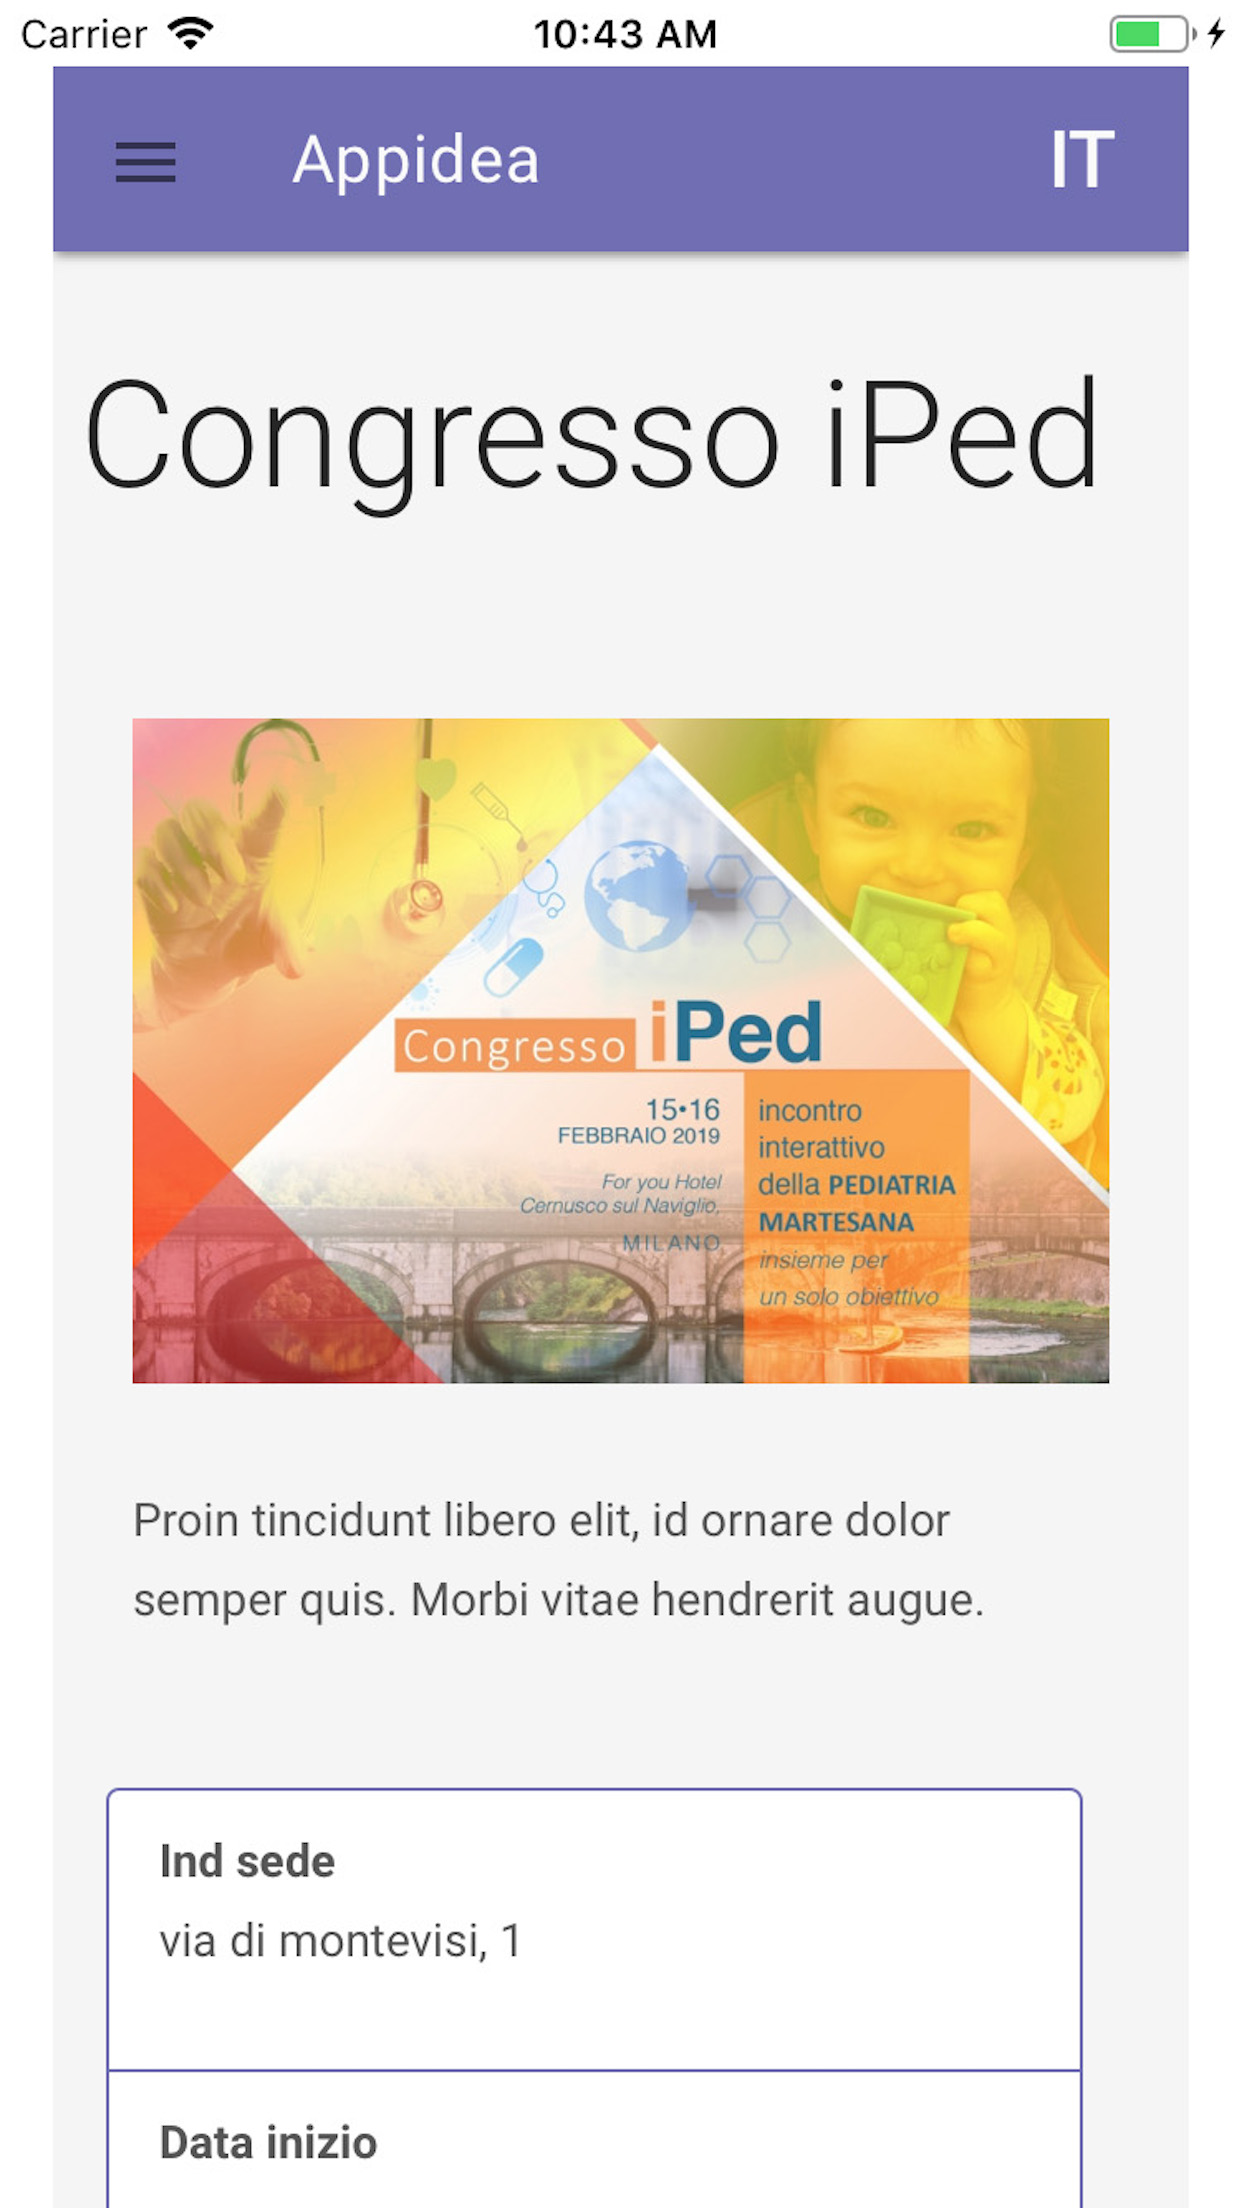 Carrier 10:43 AM
Appidea IT
Congresso iPed
Congresso iPed
15•16
FEBBRAIO 2019
For you Hotel
Cernusco sul Naviglio,
MILANO
incontro
interattivo
della PEDIATRIA
MARTESANA
insieme per
un solo obiettivo
Proin tincidunt libero elit, id ornare dolor
semper quis. Morbi vitae hendrerit augue.
Ind sede
via di montevisi, 1
Data inizio